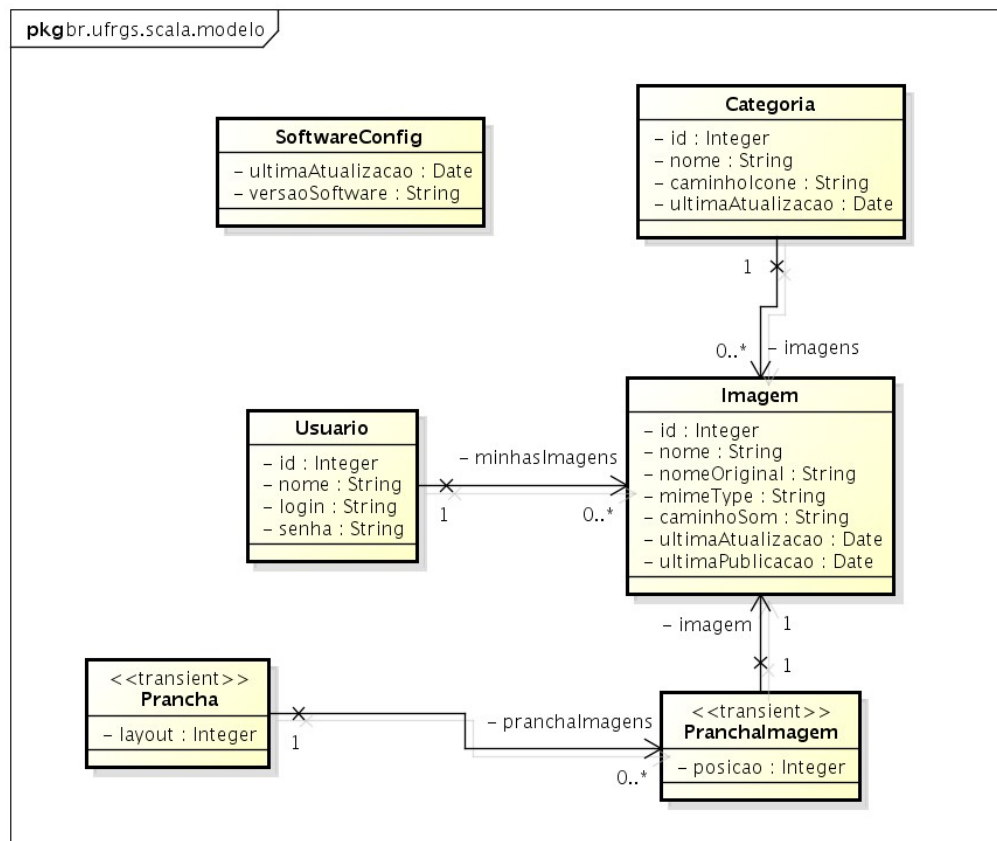 pkg br.ufrgs.scala.modelo
SoftwareConfig
– ultimaAtualizacao : Date
– versaoSoftware : String
Categoria
– id : Integer
– nome : String
– caminhoIcone : String
– ultimaAtualizacao : Date
1
0..*
– imagens
Usuario
– id : Integer
– nome : String
– login : String
– senha : String
– minhasImagens
1
0..*
Imagem
– id : Integer
– nome : String
– nomeOriginal : String
– mimeType : String
– caminhoSom : String
– ultimaAtualizacao : Date
– ultimaPublicacao : Date
– imagem
1
1
<<transient>>
Prancha
– layout : Integer
1
– pranchaImagens
0..*
<<transient>>
PranchaImagem
– posicao : Integer